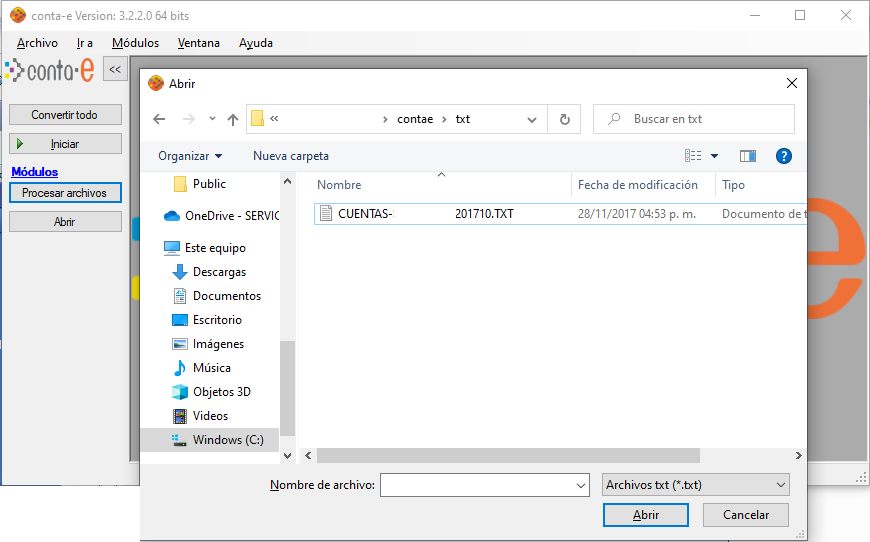 conta-e Version: 3.2.2.0 64 bits
Archivo Ir a Módulos Ventana Ayuda
conta-e <<
Convertir todo
Iniciar
Módulos
Procesar archivos
Abrir
Abrir
« contae txt
Buscar en txt
Organizar Nueva carpeta
Public
OneDrive - SERVIC
Este equipo
Descargas
Documentos
Escritorio
Imágenes
Música
Objetos 3D
Videos
Windows (C:)
Nombre Fecha de modificación Tipo
CUENTAS- 201710.TXT 28/11/2017 04:53 p. m. Documento de t
e
Nombre de archivo: Archivos txt (*.txt)
Abrir Cancelar